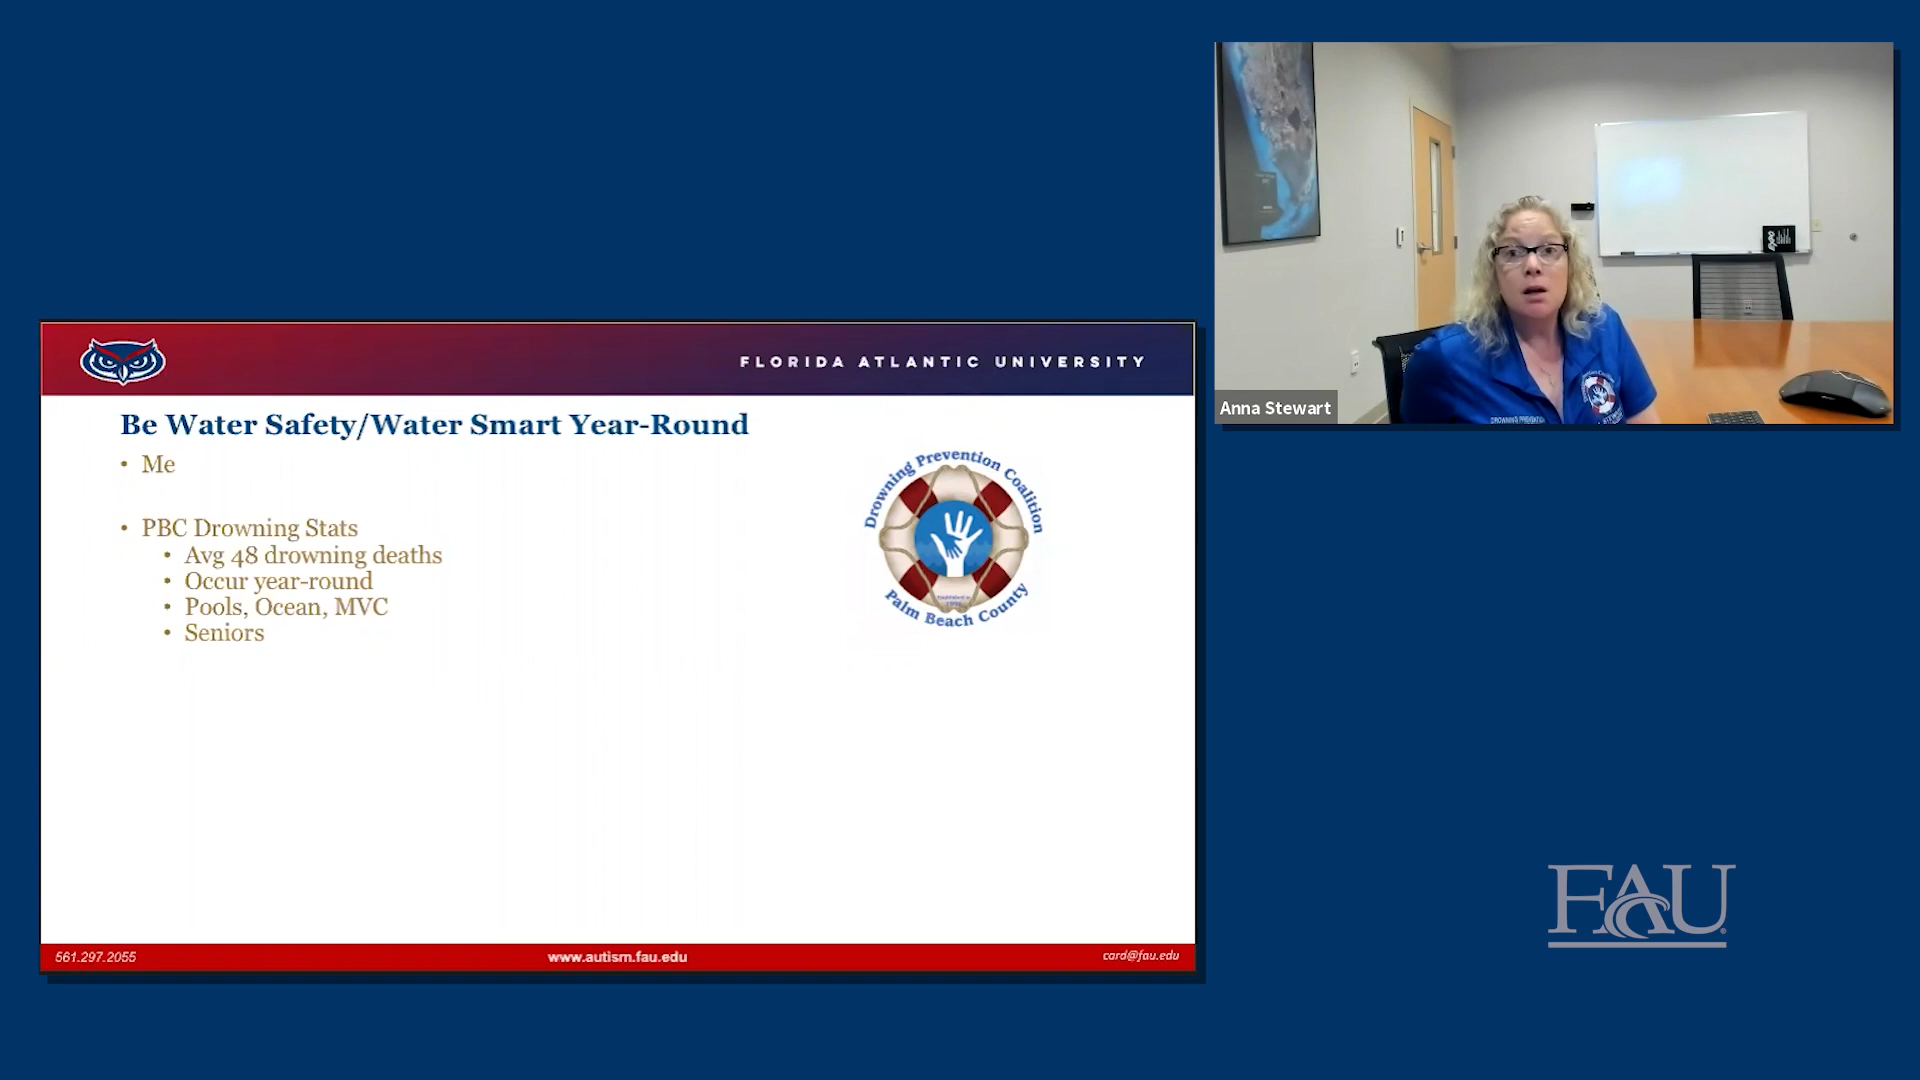 FLORIDA ATLANTIC UNIVERSITY
Be Water Safety/Water Smart Year-Round
• Me
• PBC Drowning Stats
• Avg 48 drowning deaths
• Occur year-round
• Pools, Ocean, MVC
• Seniors
Drowning Prevention Coalition
Palm Beach County
561.297.2055
www.autism.fau.edu
card@fau.edu
Anna Stewart
DROWNING PREVENTION
FAU